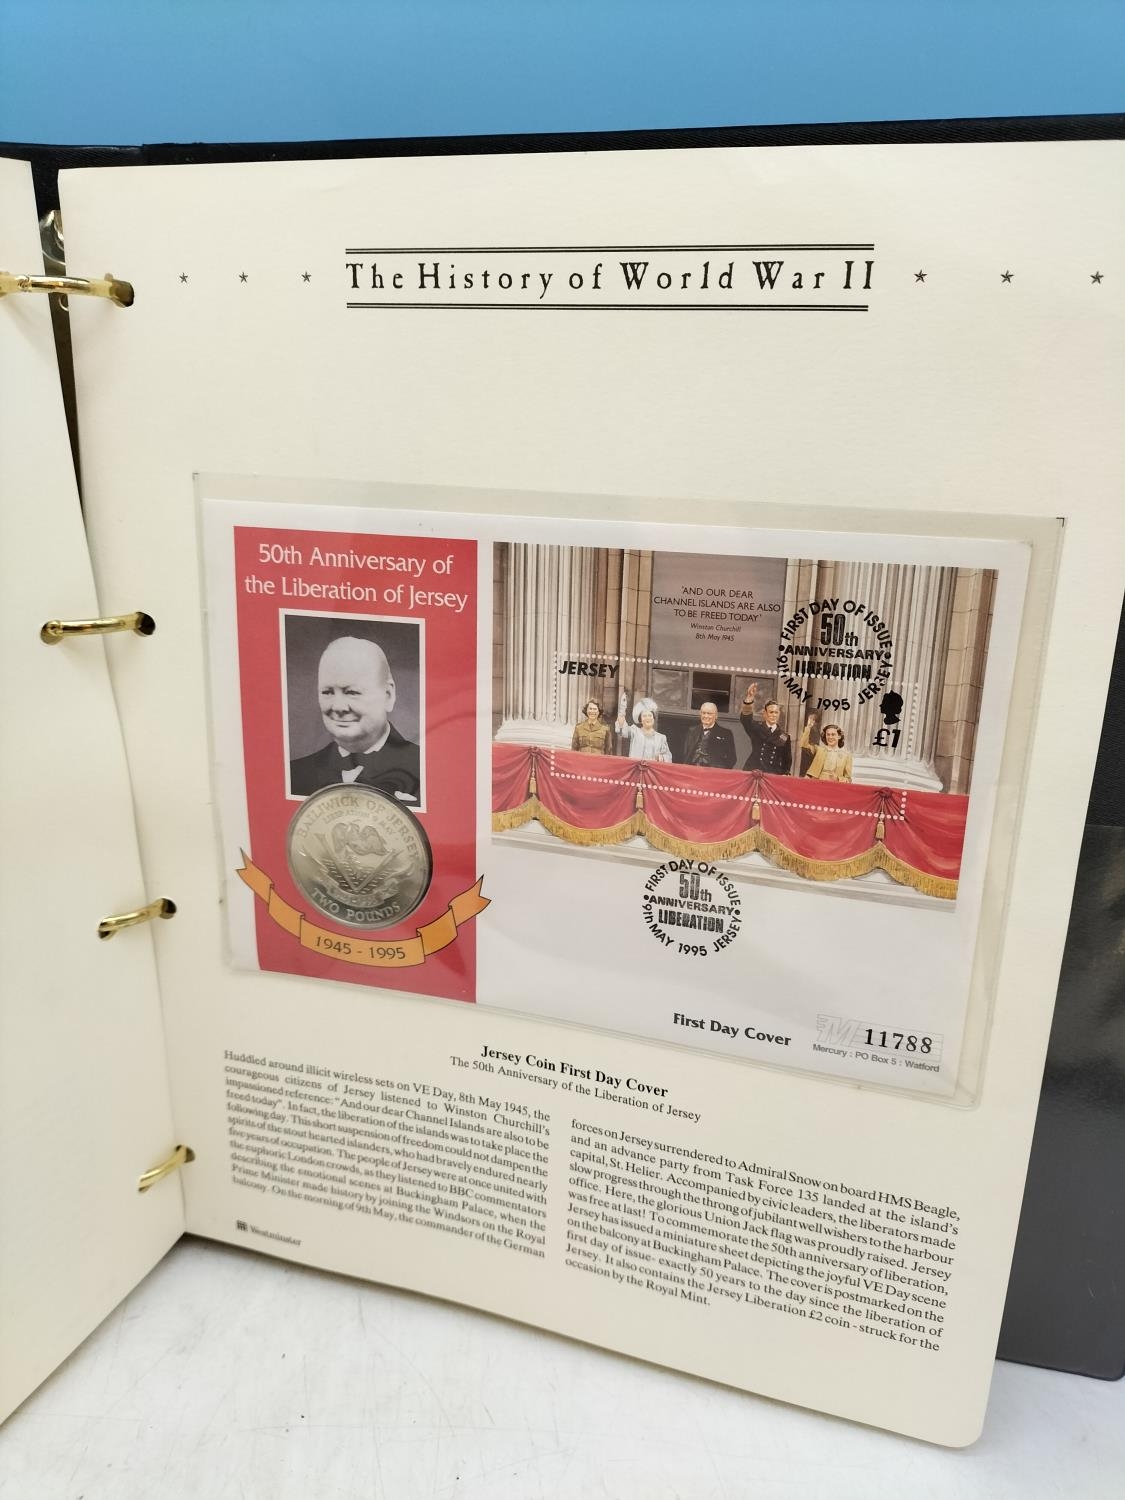 The History of World War II
50th Anniversary of
the Liberation of Jersey
BAILIWICK OF JERSEY
LIBERATION 9 MAY
TWO POUNDS
1945 - 1995
'AND OUR DEAR
CHANNEL ISLANDS ARE ALSO
TO BE FREED TODAY'
Winston Churchill
8th May 1945
JERSEY
£1
FIRST DAY OF ISSUE
50th
ANNIVERSARY
LIBERATION
9th MAY 1995 JERSEY
FIRST DAY OF ISSUE
50th
ANNIVERSARY
LIBERATION
9th MAY 1995 JERSEY
First Day Cover
M 11788
Mercury : PO Box 5 : Watford
Jersey Coin First Day Cover
The 50th Anniversary of the Liberation of Jersey
Huddled around illicit wireless sets on VE Day, 8th May 1945, the
courageous citizens of Jersey listened to Winston Churchill's
impassioned reference: "And our dear Channel Islands are also to be
freed today". In fact, the liberation of the islands was to take place the
following day. This short suspension of freedom could not dampen the
spirits of the stout hearted islanders, who had bravely endured nearly
five years of occupation. The people of Jersey were at once united with
the euphoric London crowds, as they listened to BBC commentators
describing the emotional scenes at Buckingham Palace, when the
Prime Minister made history by joining the Windsors on the Royal
balcony. On the morning of 9th May, the commander of the German
forces on Jersey surrendered to Admiral Snow on board HMS Beagle,
and an advance party from Task Force 135 landed at the island's
capital, St. Helier. Accompanied by civic leaders, the liberators made
slow progress through the throng of jubilant well wishers to the harbour
office. Here, the glorious Union Jack flag was proudly raised. Jersey
was free at last! To commemorate the 50th anniversary of liberation,
Jersey has issued a miniature sheet depicting the joyful VE Day scene
on the balcony at Buckingham Palace. The cover is postmarked on the
first day of issue- exactly 50 years to the day since the liberation of
Jersey. It also contains the Jersey Liberation £2 coin - struck for the
occasion by the Royal Mint.
Westminster